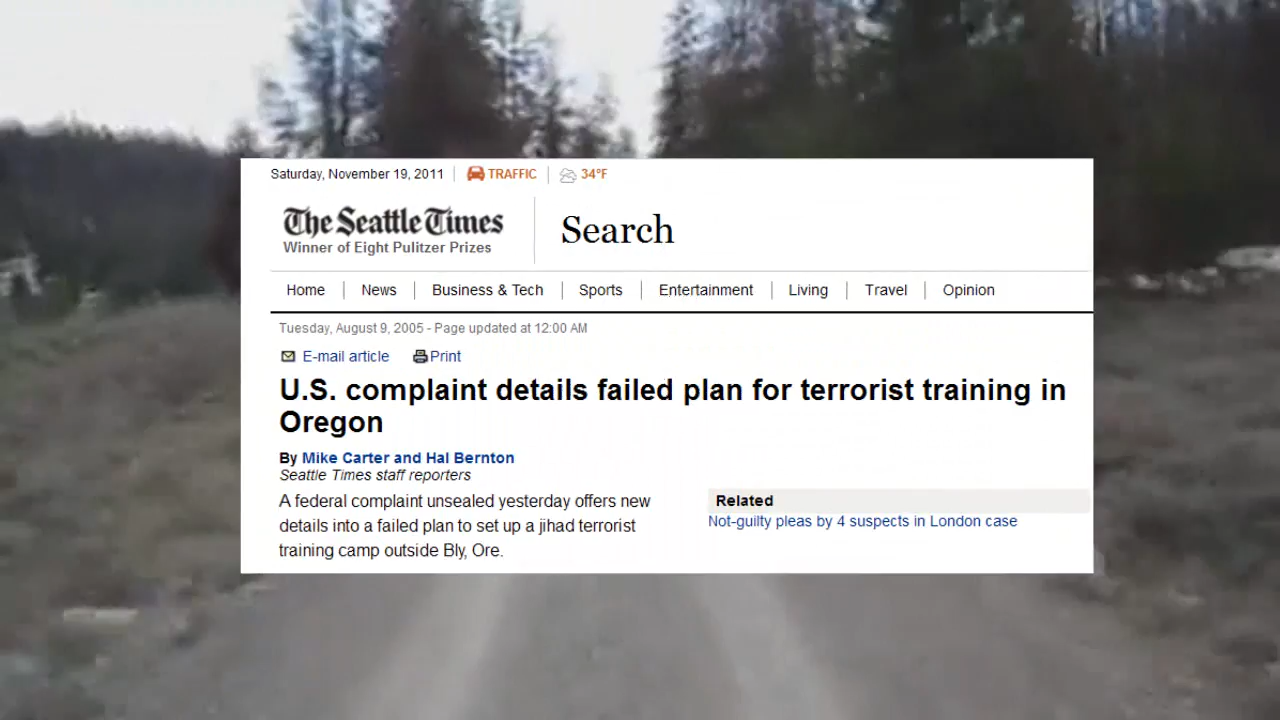 Saturday, November 19, 2011 TRAFFIC 34°F
The Seattle Times
Winner of Eight Pulitzer Prizes
Search
Home News Business & Tech Sports Entertainment Living Travel Opinion
Tuesday, August 9, 2005 - Page updated at 12:00 AM
E-mail article Print
U.S. complaint details failed plan for terrorist training in
Oregon
By Mike Carter and Hal Bernton
Seattle Times staff reporters
A federal complaint unsealed yesterday offers new
details into a failed plan to set up a jihad terrorist
training camp outside Bly, Ore.
Related
Not-guilty pleas by 4 suspects in London case